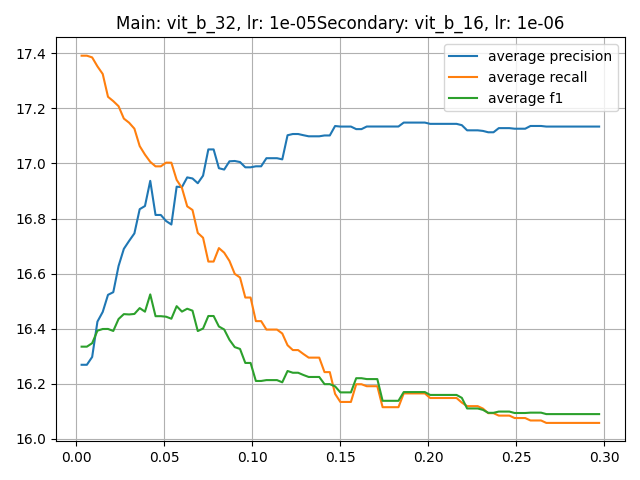 Main: vit_b_32, lr: 1e-05Secondary: vit_b_16, lr: 1e-06
average precision
average recall
average f1
17.4
17.2
17.0
16.8
16.6
16.4
16.2
16.0
0.00 0.05 0.10 0.15 0.20 0.25 0.30